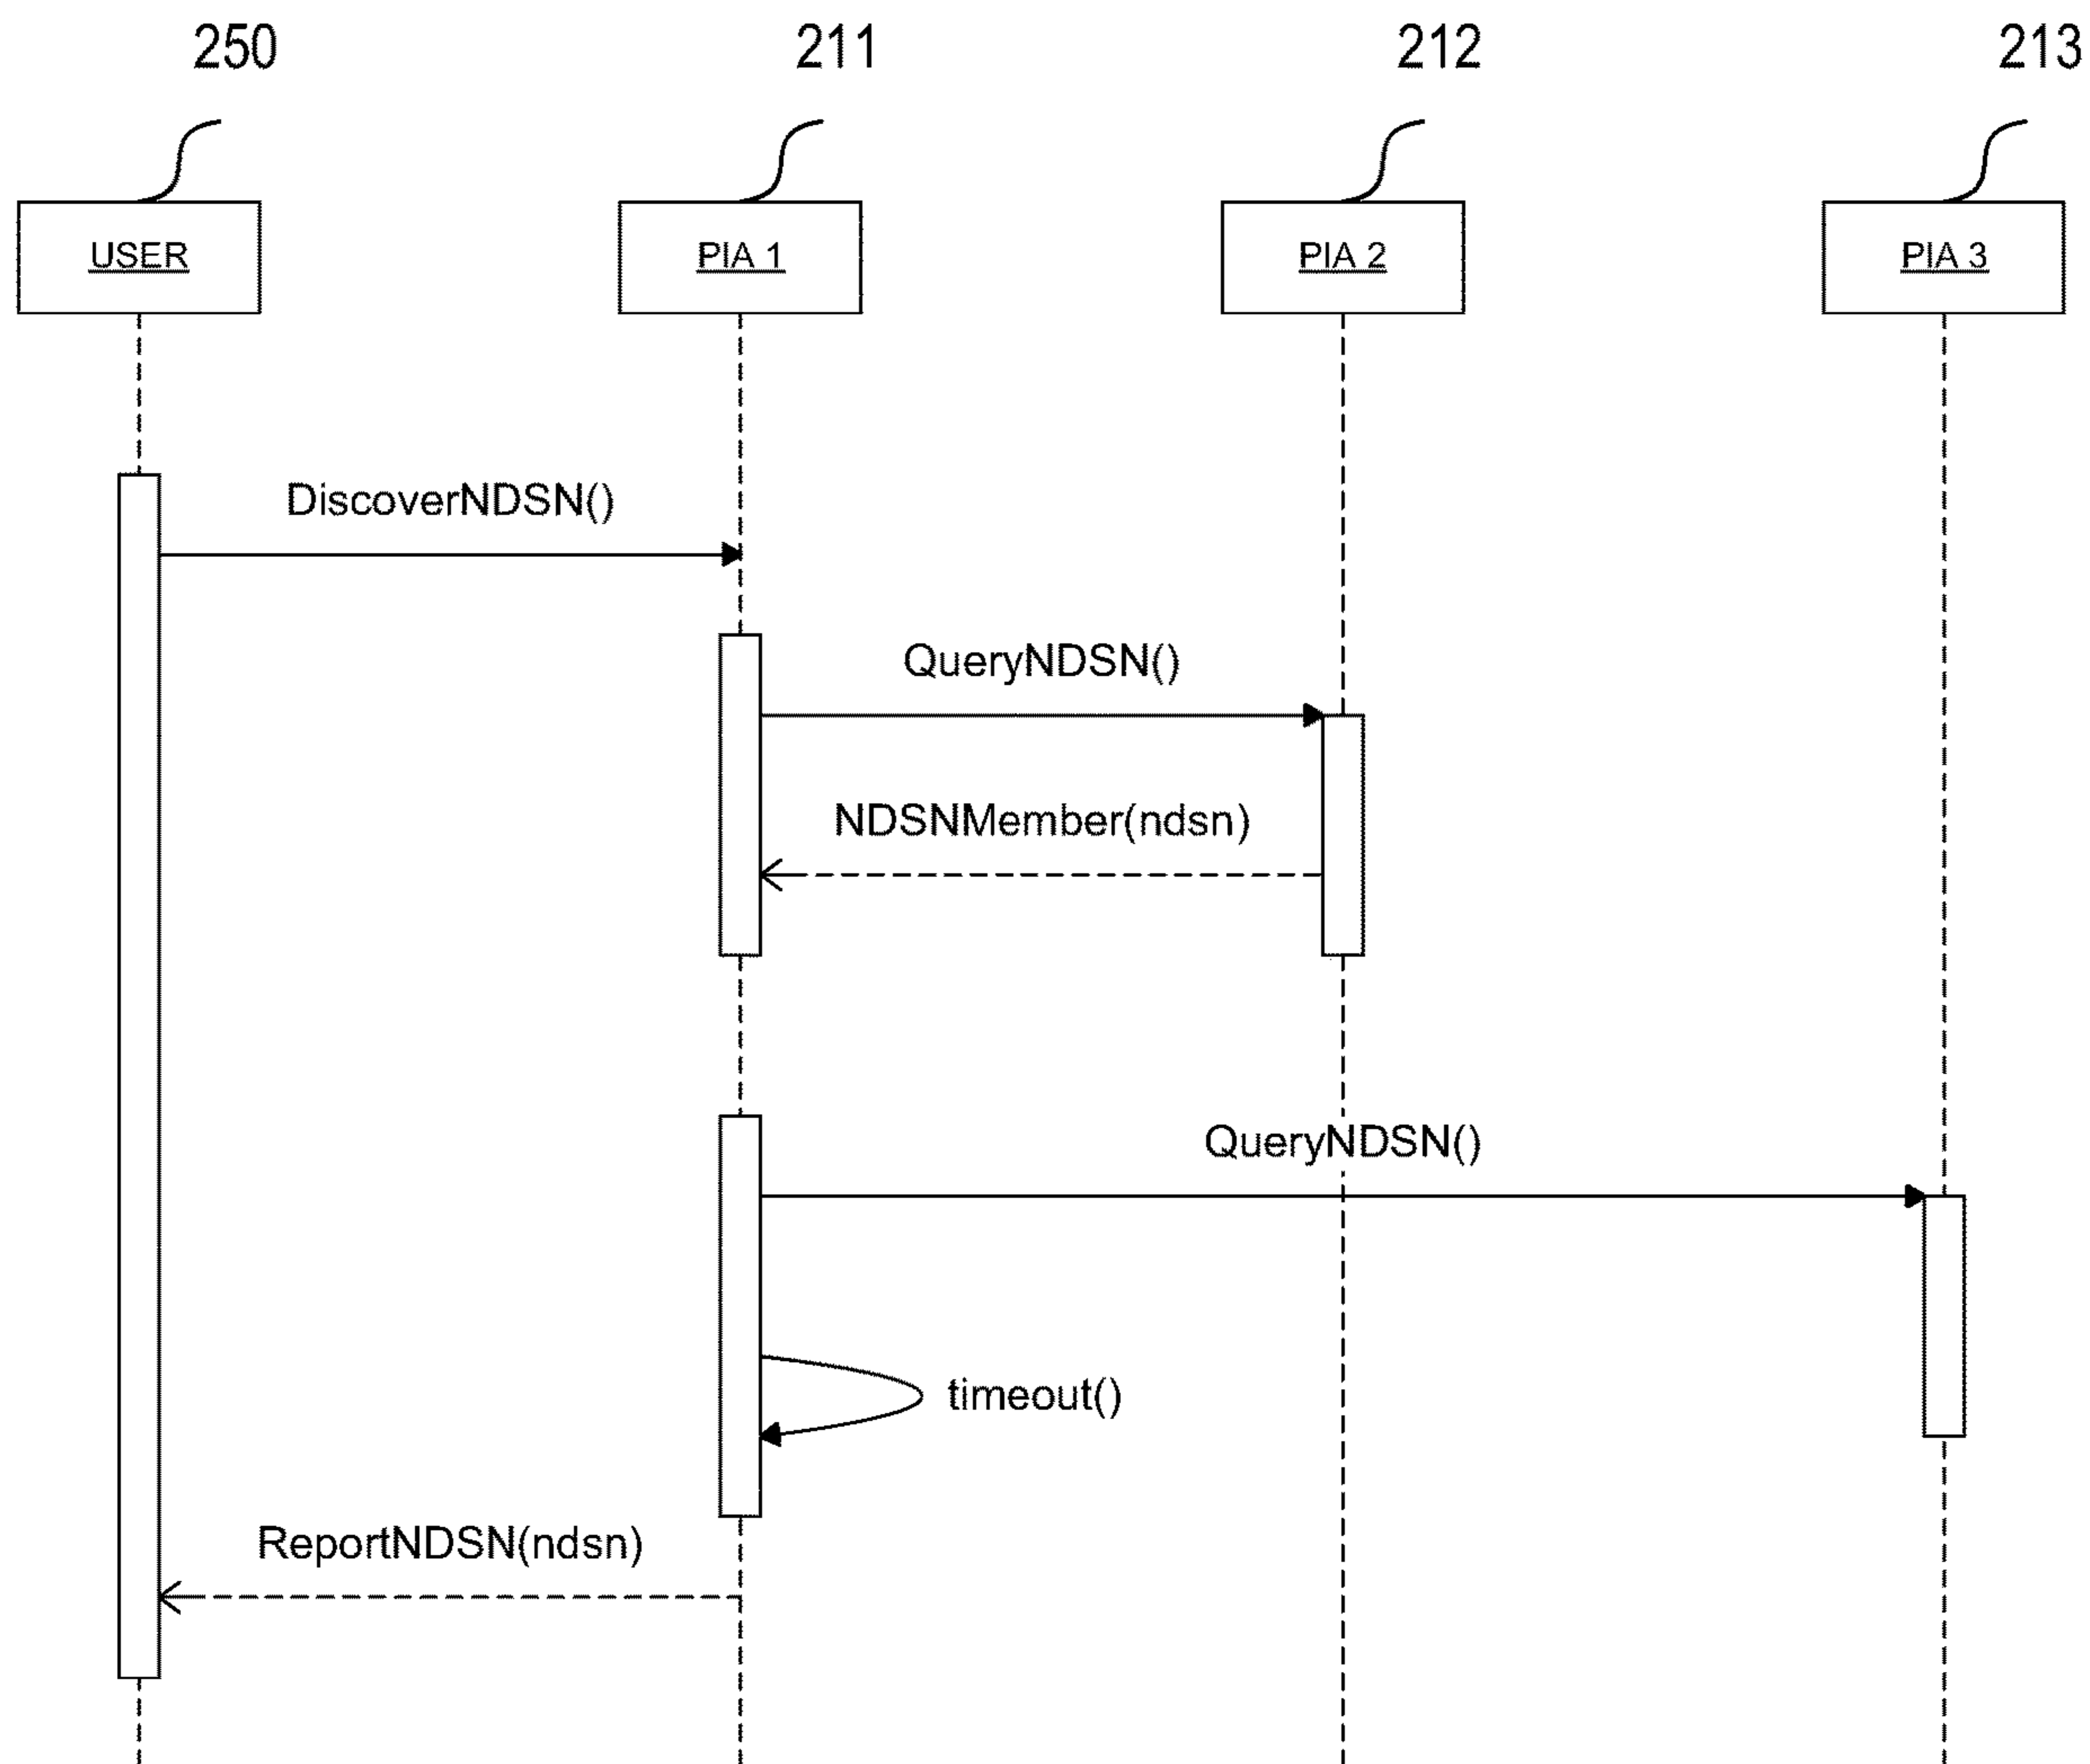 250 211 212 213
USER PIA 1 PIA 2 PIA 3
DiscoverNDSN()
QueryNDSN()
NDSNMember(ndsn)
QueryNDSN()
timeout()
ReportNDSN(ndsn)